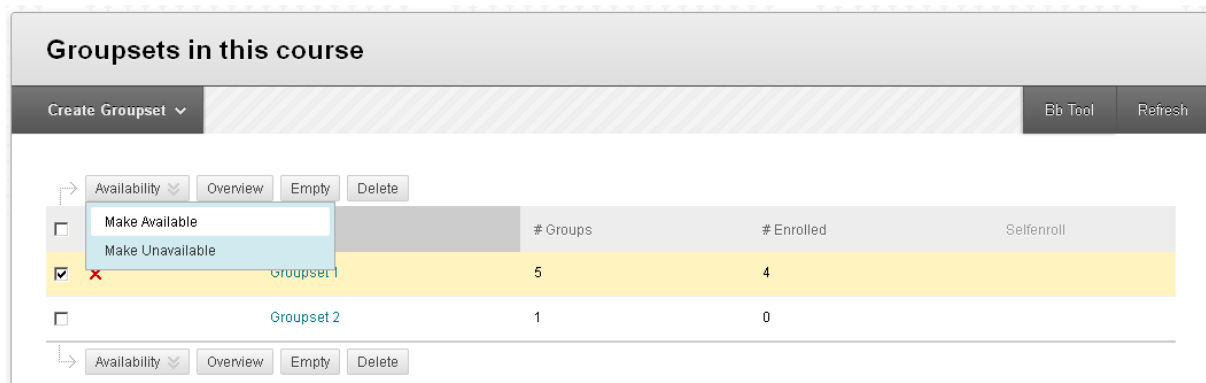 Groupsets in this course
Create Groupset Bb Tool Refresh
Availability Overview Empty Delete
Make Available
Make Unavailable
# Groups # Enrolled Selfenroll
Groupset 1 5 4
Groupset 2 1 0
Availability Overview Empty Delete